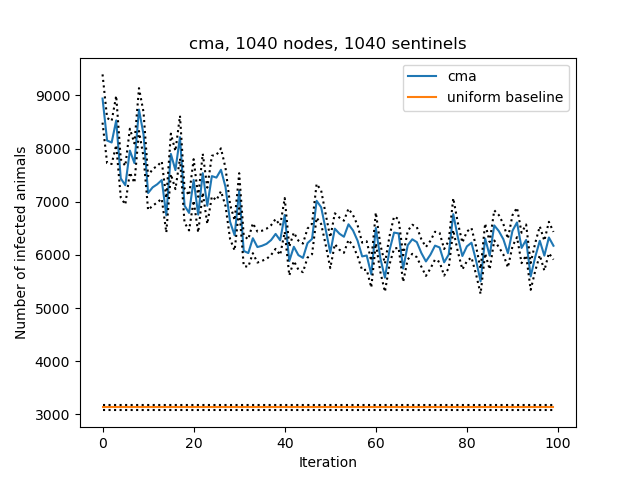 cma, 1040 nodes, 1040 sentinels
cma
uniform baseline
Number of infected animals
9000
8000
7000
6000
5000
4000
3000
0 20 40 60 80 100
Iteration